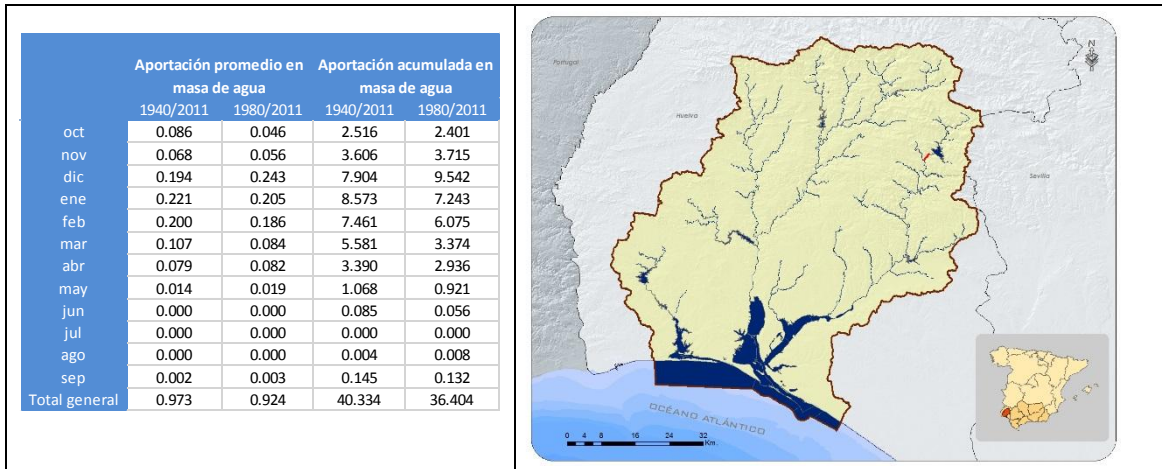 Aportación promedio en masa de agua Aportación acumulada en masa de agua
1940/2011 1980/2011 1940/2011 1980/2011
oct 0.086 0.046 2.516 2.401
nov 0.068 0.056 3.606 3.715
dic 0.194 0.243 7.904 9.542
ene 0.221 0.205 8.573 7.243
feb 0.200 0.186 7.461 6.075
mar 0.107 0.084 5.581 3.374
abr 0.079 0.082 3.390 2.936
may 0.014 0.019 1.068 0.921
jun 0.000 0.000 0.085 0.056
jul 0.000 0.000 0.000 0.000
ago 0.000 0.000 0.004 0.008
sep 0.002 0.003 0.145 0.132
Total general 0.973 0.924 40.334 36.404
Portugal
Huelva
Sevilla
N
OCÉANO ATLÁNTICO
0 4 8 16 24 32
Km.